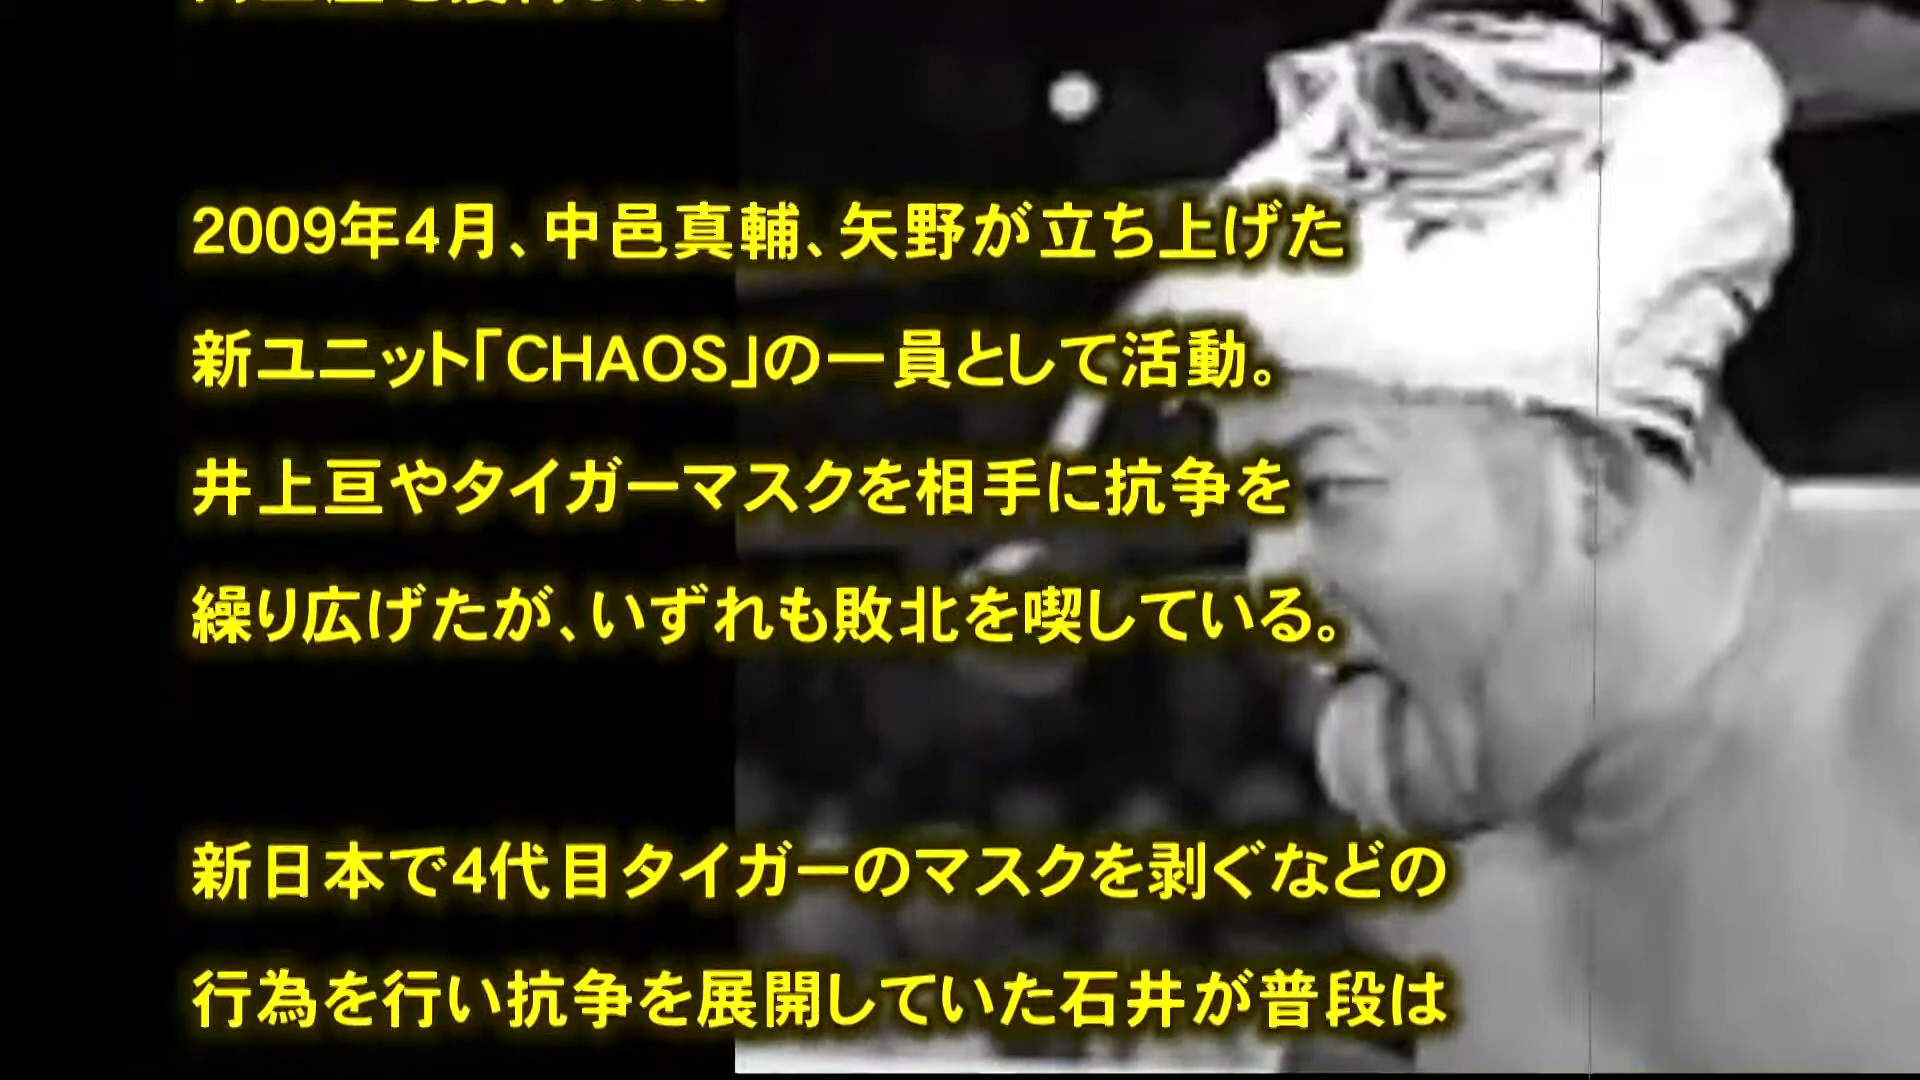 2009年4月、中邑真輔、矢野が立ち上げた
新ユニット「CHAOS」の一員として活動。
井上亘やタイガーマスクを相手に抗争を
繰り広げたが、いずれも敗北を喫している。
新日本で4代目タイガーのマスクを剥ぐなどの
行為を行い抗争を展開していた石井が普段は